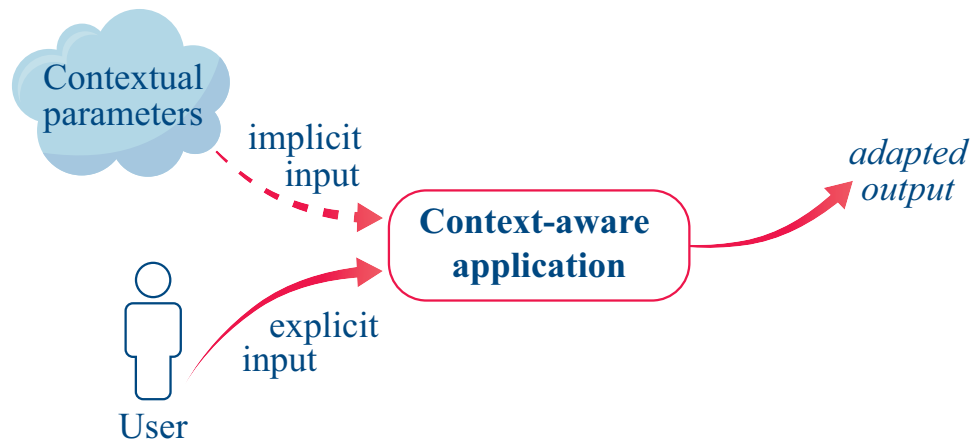 Contextual
parameters
implicit
input
adapted
output
Context-aware
application
explicit
input
User